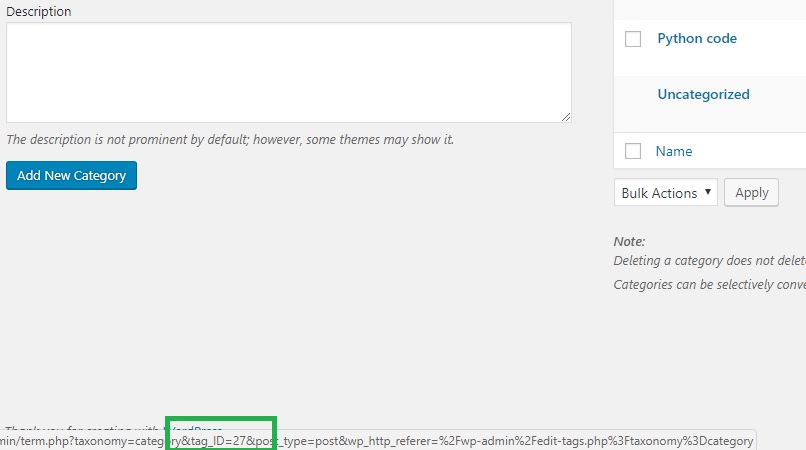 Description
The description is not prominent by default; however, some themes may show it.
Add New Category
Python code
Uncategorized
Name
Bulk Actions
Apply
Note:
Deleting a category does not delet
Categories can be selectively conve
Thank you for creating with WordPress
min/term.php?taxonomy=category&tag_ID=27&post_type=post&wp_http_referer=%2Fwp-admin%2Fedit-tags.php%3Ftaxonomy%3Dcategory